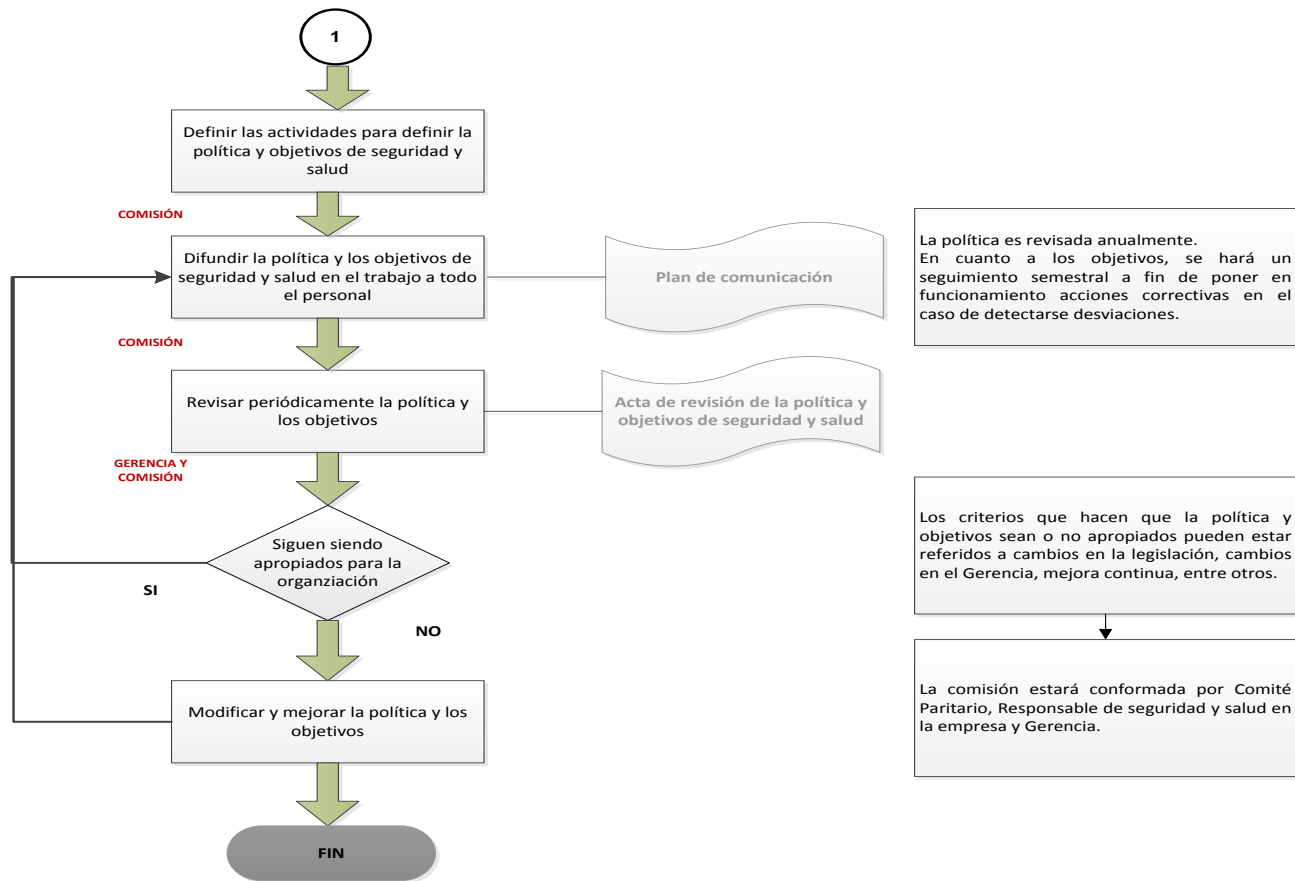 1
Definir las actividades para definir la
política y objetivos de seguridad y
salud
COMISIÓN
Difundir la política y los objetivos de
seguridad y salud en el trabajo a todo
el personal
Plan de comunicación
La política es revisada anualmente.
En cuanto a los objetivos, se hará un
seguimiento semestral a fin de poner en
funcionamiento acciones correctivas en el
caso de detectarse desviaciones.
COMISIÓN
Revisar periódicamente la política y
los objetivos
Acta de revisión de la política y
objetivos de seguridad y salud
GERENCIA Y
COMISIÓN
Siguen siendo
apropiados para la
organziación
SI
NO
Los criterios que hacen que la política y
objetivos sean o no apropiados pueden estar
referidos a cambios en la legislación, cambios
en el Gerencia, mejora continua, entre otros.
Modificar y mejorar la política y los
objetivos
La comisión estará conformada por Comité
Paritario, Responsable de seguridad y salud en
la empresa y Gerencia.
FIN